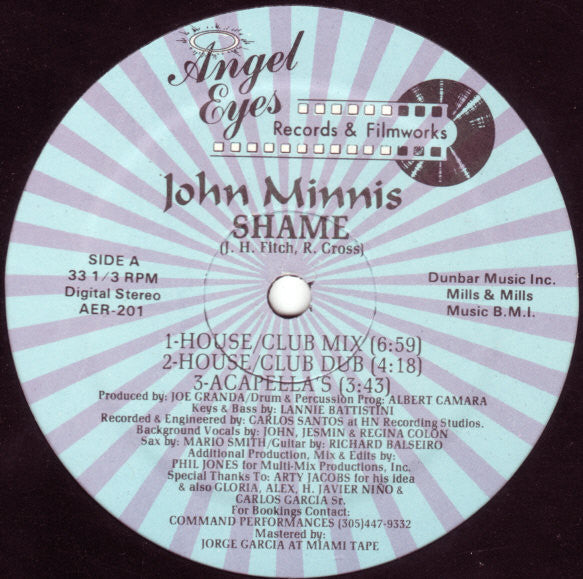 Angel
Eyes
Records & Filmworks
John Minnis
SHAME
(J. H. Fitch, R. Cross)
SIDE A
33 1/3 RPM
Digital Stereo
AER-201
Dunbar Music Inc.
Mills & Mills
Music B.M.I.
1-HOUSE/CLUB MIX (6:59)
2-HOUSE/CLUB DUB (4:18)
3-ACAPELLA'S (3:43)
Produced by: JOE GRANDA/Drum & Percussion Prog: ALBERT CAMARA
Keys & Bass by: LANNIE BATTISTINI
Recorded & Engineered by: CARLOS SANTOS at HN Recording Studios.
Background Vocals by: JOHN, JESMIN & REGINA COLÓN
Sax by: MARIO SMITH/Guitar by: RICHARD BALSEIRO
Additional Production, Mix & Edits by:
PHIL JONES for Multi-Mix Productions, Inc.
Special Thanks To: ARTY JACOBS for his idea
& also GLORIA, ALEX, H. JAVIER NIÑO &
CARLOS GARCIA Sr.
For Bookings Contact:
COMMAND PERFORMANCES (305)447-9332
Mastered by:
JORGE GARCIA AT MIAMI TAPE